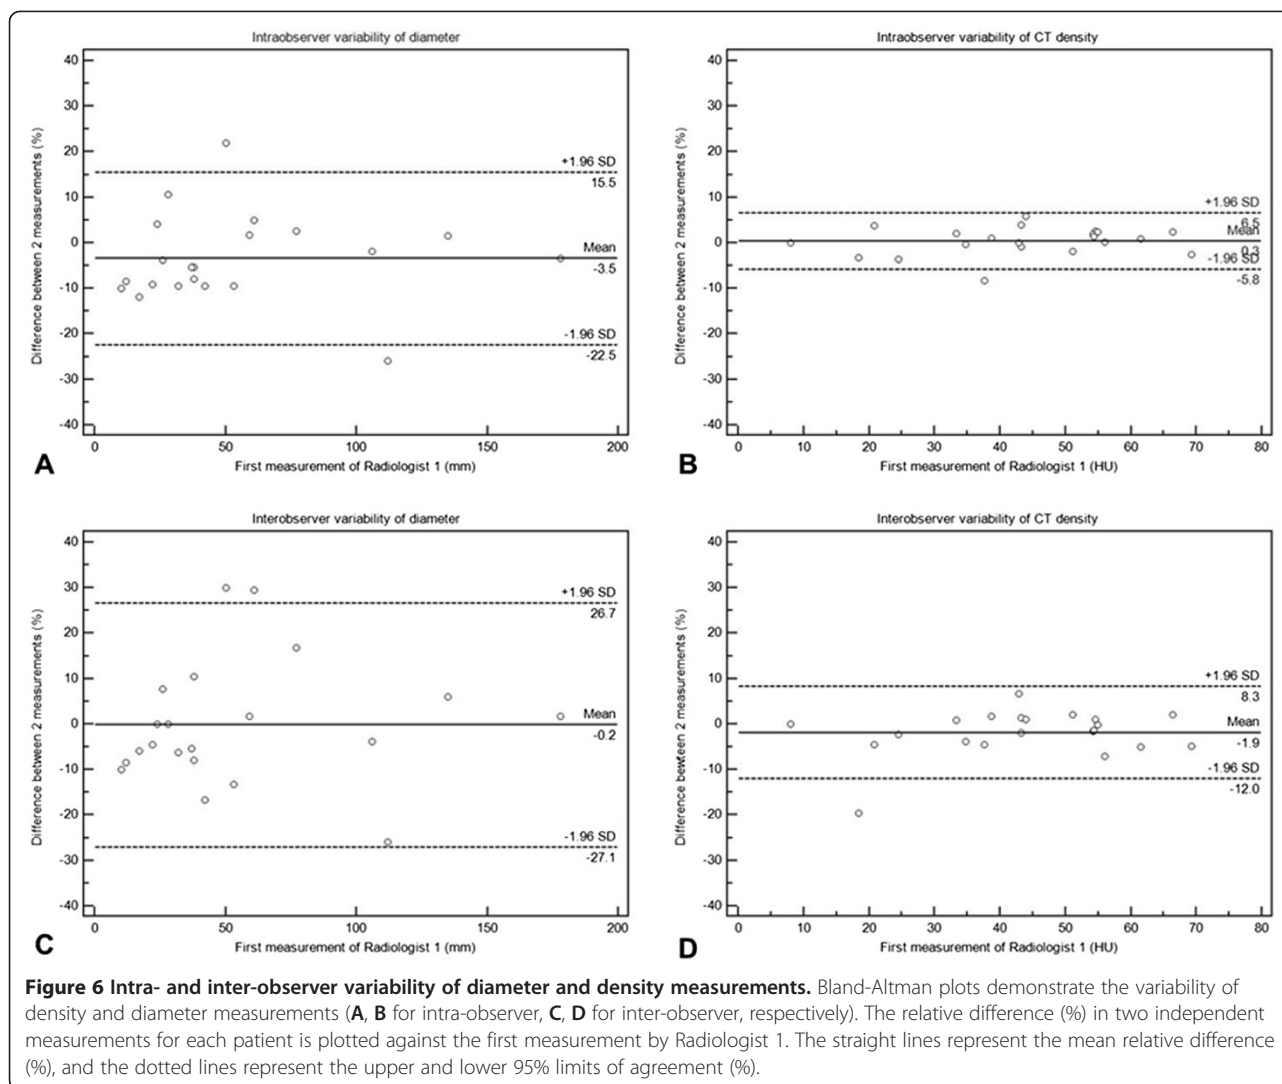 Intraobserver variability of diameter
Difference between 2 measurements (%)
40
30
20
10
0
-10
-20
-30
-40
+1.96 SD
15.5
Mean
-3.5
-1.96 SD
-22.5
0
50
100
150
200
First measurement of Radiologist 1 (mm)
A
Intraobserver variability of CT density
Difference between 2 measurements (%)
40
30
20
10
0
-10
-20
-30
-40
+1.96 SD
6.5
Mean
0.3
-1.96 SD
-5.8
0
10
20
30
40
50
60
70
80
First measurement of Radiologist 1 (HU)
B
Interobserver variability of diameter
Difference between 2 measurements (%)
40
30
20
10
0
-10
-20
-30
-40
+1.96 SD
26.7
Mean
-0.2
-1.96 SD
-27.1
0
50
100
150
200
First measurement of Radiologist 1 (mm)
C
Interobserver variability of CT density
Difference bewteen 2 measurements (%)
40
30
20
10
0
-10
-20
-30
-40
+1.96 SD
8.3
Mean
-1.9
-1.96 SD
-12.0
0
10
20
30
40
50
60
70
80
First measurement of Radiologist 1 (HU)
D
Figure 6 Intra- and inter-observer variability of diameter and density measurements. Bland-Altman plots demonstrate the variability of
density and diameter measurements (A, B for intra-observer, C, D for inter-observer, respectively). The relative difference (%) in two independent
measurements for each patient is plotted against the first measurement by Radiologist 1. The straight lines represent the mean relative difference
(%), and the dotted lines represent the upper and lower 95% limits of agreement (%).